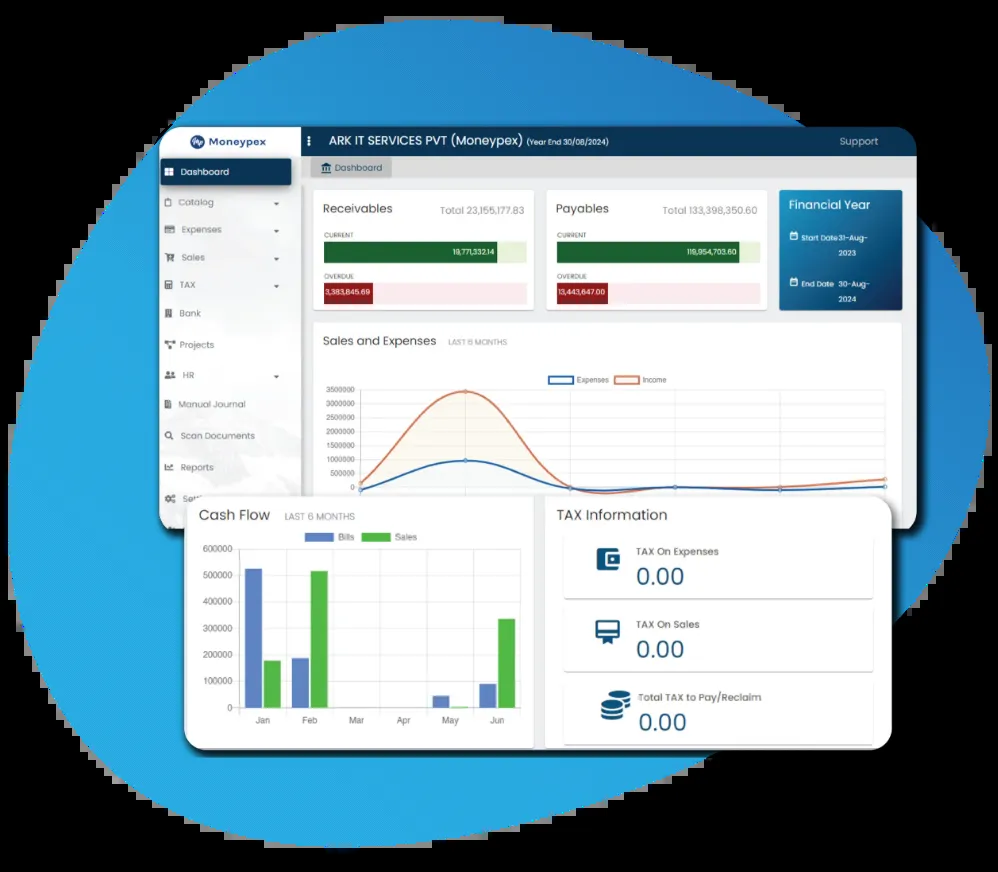 Moneypex
ARK IT SERVICES PVT (Moneypex) (Year End 30/08/2024)
Support
Dashboard
Catalog
Expenses
Sales
TAX
Bank
Projects
HR
Manual Journal
Scan Documents
Reports
Dashboard
Receivables
Total 23,155,177.83
CURRENT
19,771,332.14
OVERDUE
3,383,845.69
Payables
Total 133,398,350.60
CURRENT
119,954,703.60
OVERDUE
13,443,647.00
Financial Year
Start Date31-Aug-
2023
End Date 30-Aug-
2024
Sales and Expenses LAST 6 MONTHS
Expenses Income
3500000
3000000
2500000
2000000
1500000
1000000
500000
0
Cash Flow LAST 6 MONTHS
Bills Sales
600000
500000
400000
300000
200000
100000
0
Jan Feb Mar Apr May Jun
TAX Information
TAX On Expenses
0.00
TAX On Sales
0.00
Total TAX to Pay/Reclaim
0.00